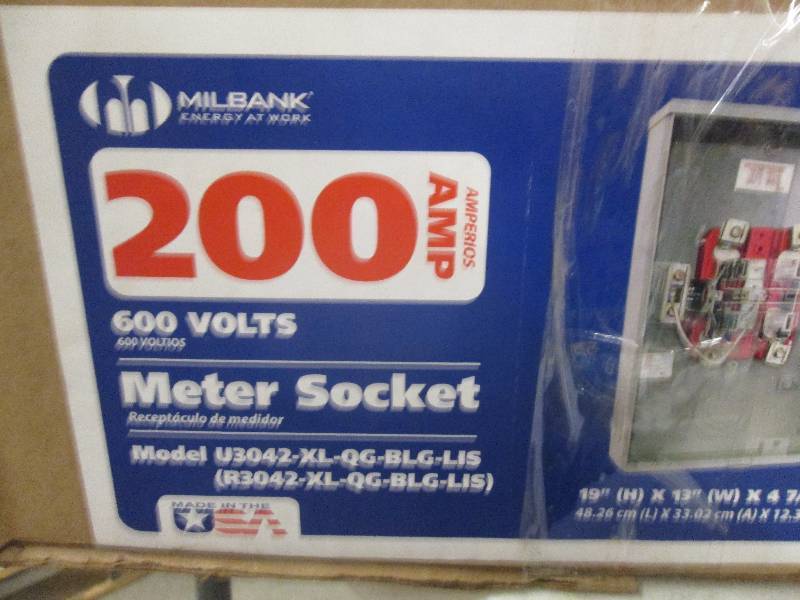 MILBANK
ENERGY AT WORK
200
AMP
AMPERIOS
600 VOLTS
600 VOLTIOS
Meter Socket
Receptáculo de medidor
Model U3042-XL-QG-BLG-LIS
(R3042-XL-QG-BLG-LIS)
MADE IN THE
USA
19" (H) X 13" (W) X 4 7/
48.26 cm (L) X 33.02 cm (A) X 12.3